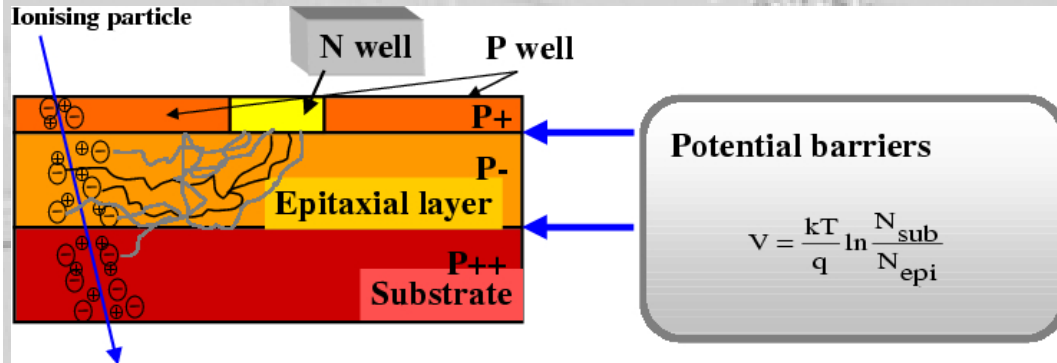 Ionising particle
N well
P well
P+
P-
Epitaxial layer
P++
Substrate
Potential barriers
V = kT/q ln N_sub/N_epi